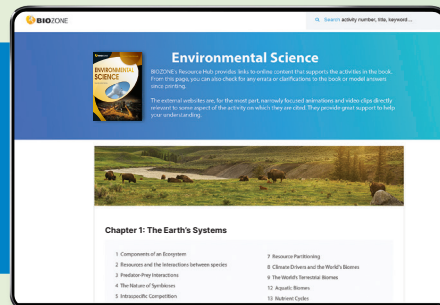 BIOZONE
Search activity number, title, keyword ...
ENVIRONMENTAL
SCIENCE
Environmental Science
BIOZONE's Resource Hub provides links to online content that supports the activities in the book.
From this page, you can also check for any errata or clarifications to the book or model answers
since printing.
The external websites are, for the most part, narrowly focused animations and video clips directly
relevant to some aspect of the activity on which they are cited. They provide great support to help
your understanding.
Chapter 1: The Earth's Systems
1 Components of an Ecosystem
2 Resources and the Interactions between species
3 Predator-Prey Interactions
4 The Nature of Symbioses
5 Intraspecific Competition
7 Resource Partitioning
8 Climate Drivers and the World's Biomes
9 The World's Terrestrial Biomes
12 Aquatic Biomes
13 Nutrient Cycles